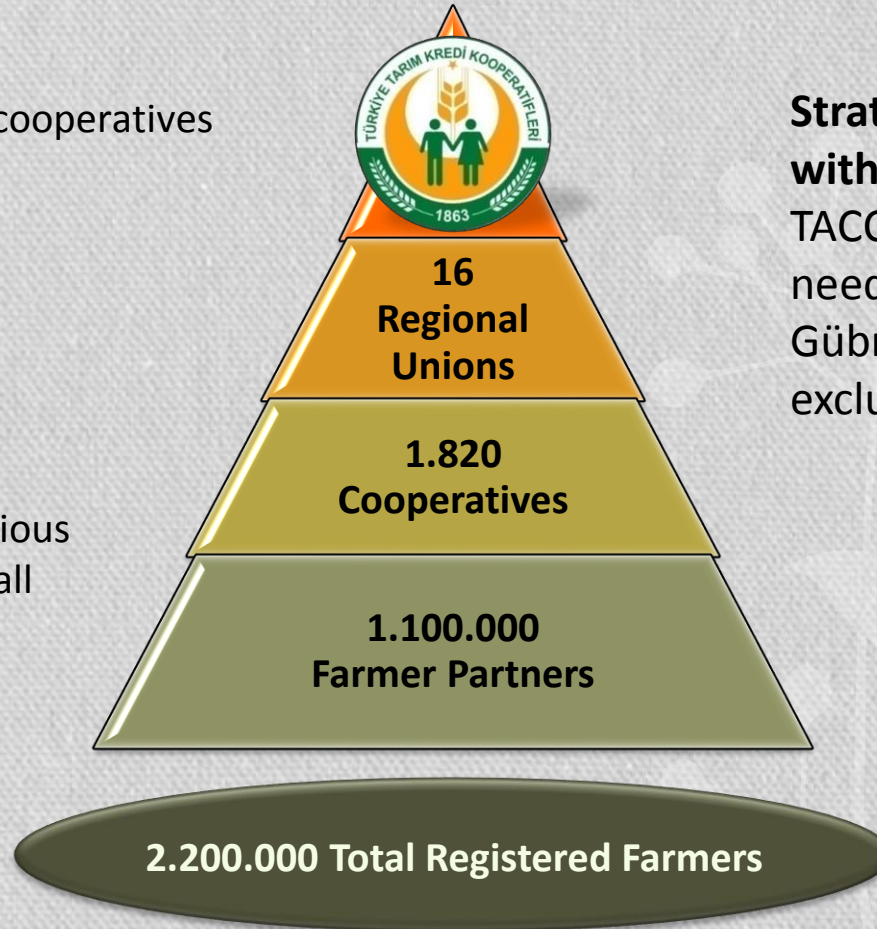 TÜRKİYE TARIM KREDİ KOOPERATİFLERİ
1863
cooperatives
16
Regional
Unions
1.820
Cooperatives
1.100.000
Farmer Partners
2.200.000 Total Registered Farmers
ious
all
Strat
with
TACC
need
Gübr
exclu